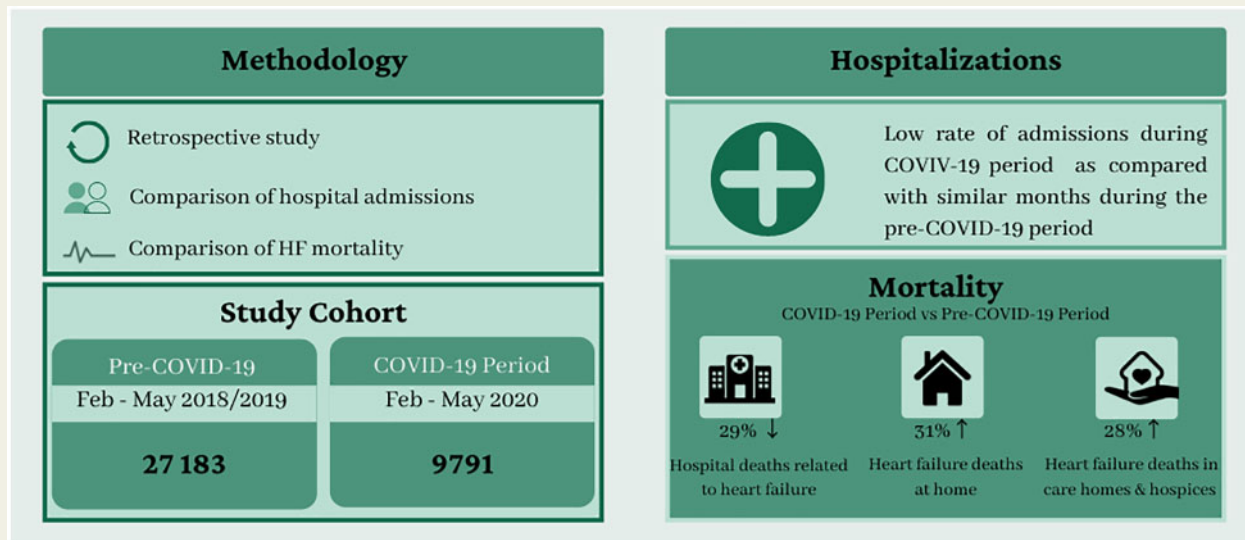 Methodology
Retrospective study
Comparison of hospital admissions
Comparison of HF mortality
Study Cohort
Pre-COVID-19
Feb - May 2018/2019
27 183
COVID-19 Period
Feb - May 2020
9791
Hospitalizations
Low rate of admissions during
COVIV-19 period as compared
with similar months during the
pre-COVID-19 period
Mortality
COVID-19 Period vs Pre-COVID-19 Period
29% ↓
Hospital deaths related
to heart failure
31% ↑
Heart failure deaths
at home
28% ↑
Heart failure deaths in
care homes & hospices